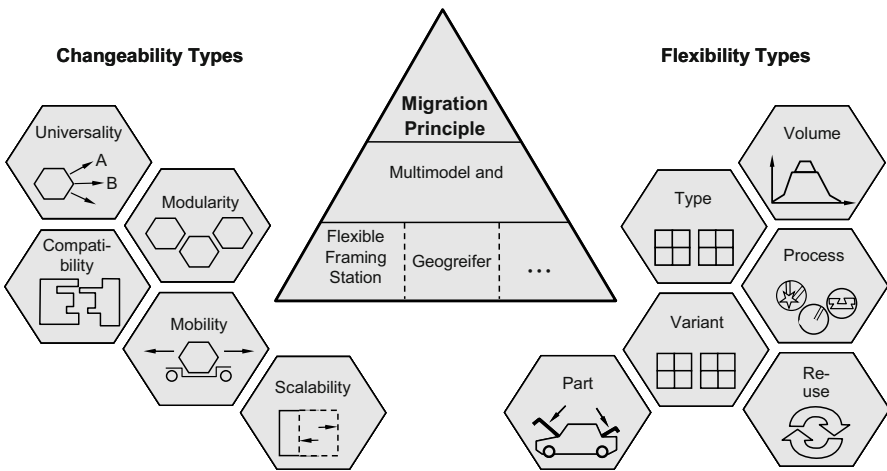 Changeability Types
Flexibility Types
Migration
Principle
Multimodel and
Flexible
Framing
Station
Geogreifer
...
Universality
A
B
Modularity
Compati-
bility
Mobility
Scalability
Volume
Type
Process
Variant
Part
Re-
use